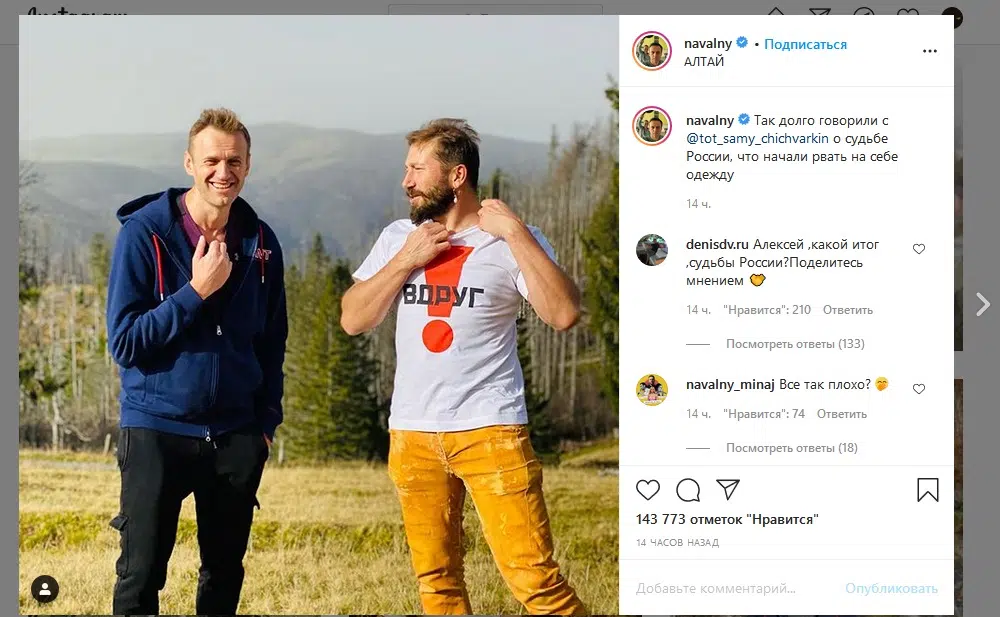 navalny • Подписаться
АЛТАЙ
navalny Так долго говорили с
@tot_samy_chichvarkin о судьбе
России, что начали рвать на себе
одежду
14 ч.
denisdv.ru Алексей ,какой итог
,судьбы России?Поделитесь
мнением
14 ч. "Нравится": 210 Ответить
Посмотреть ответы (133)
navalny_minaj Все так плохо?
14 ч. "Нравится": 74 Ответить
Посмотреть ответы (18)
143 773 отметок "Нравится"
14 ЧАСОВ НАЗАД
Добавьте комментарий... Опубликовать
ВДРУГ